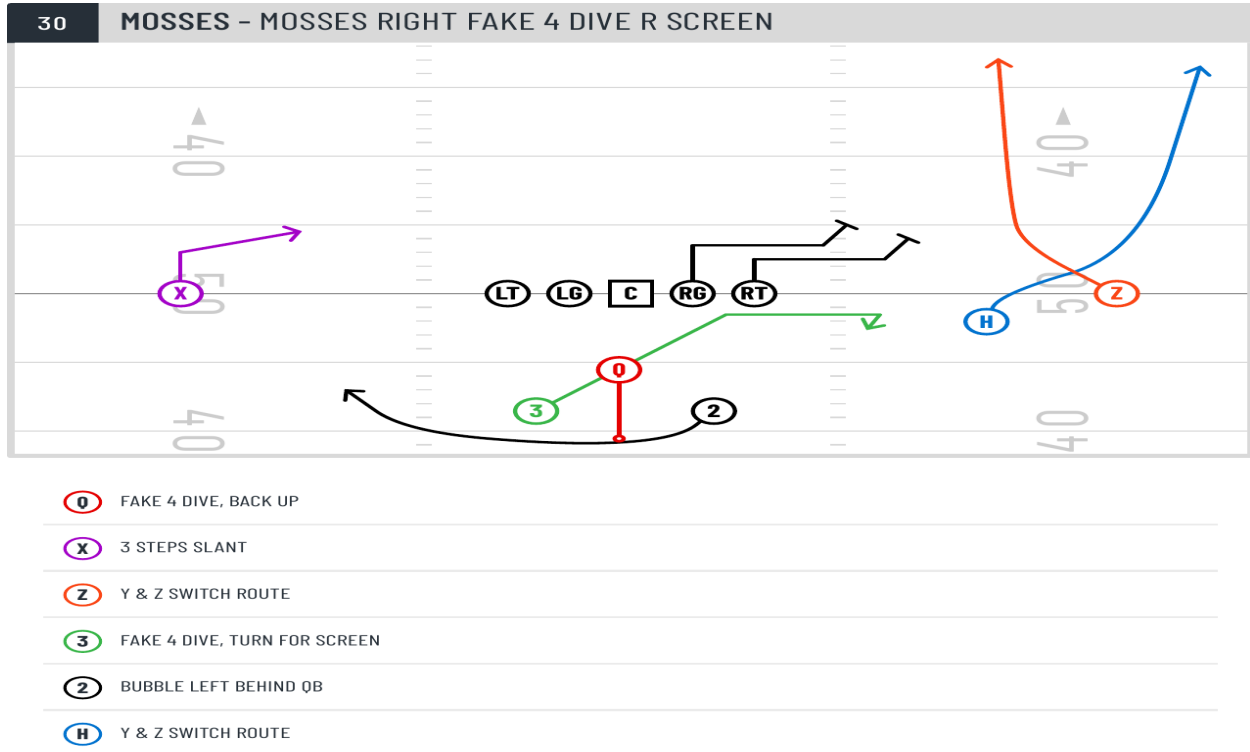 30 MOSSES - MOSSES RIGHT FAKE 4 DIVE R SCREEN
40 40
X LT LG C RG RT 50 50 Z
H
Q
3 2
40 40
Q FAKE 4 DIVE, BACK UP
X 3 STEPS SLANT
Z Y & Z SWITCH ROUTE
3 FAKE 4 DIVE, TURN FOR SCREEN
2 BUBBLE LEFT BEHIND QB
H Y & Z SWITCH ROUTE